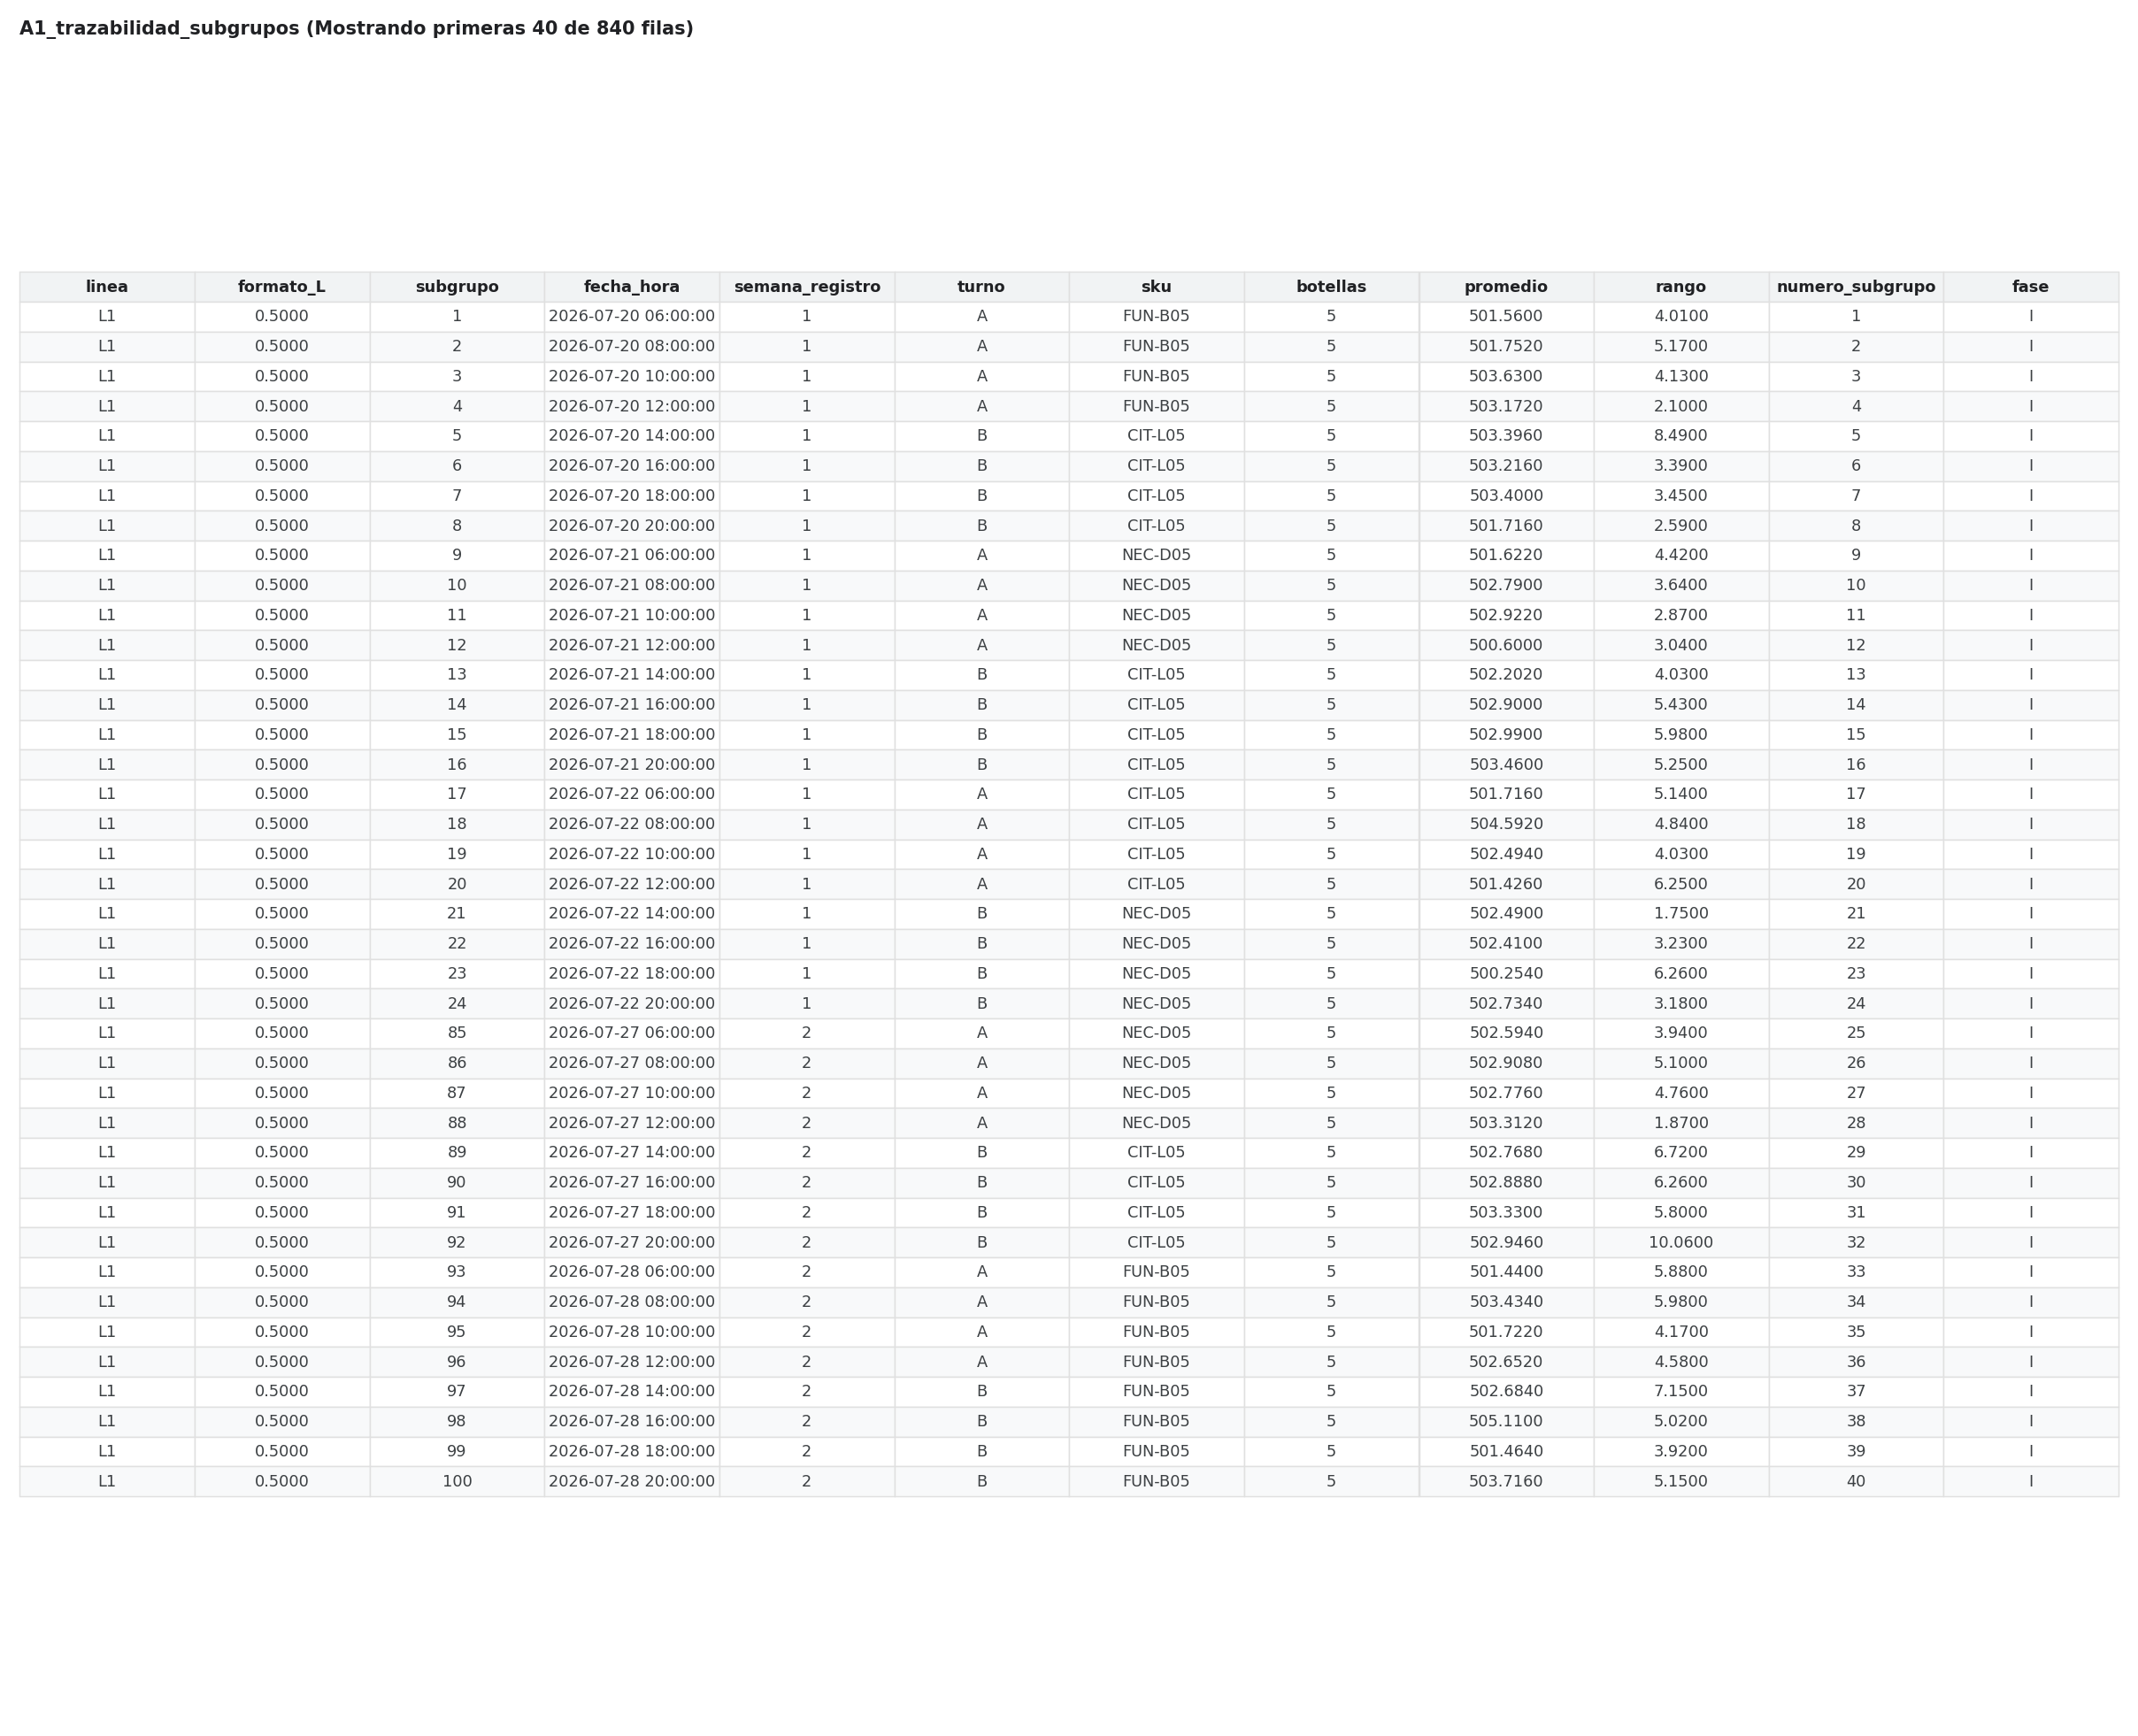 A1_trazabilidad_subgrupos (Mostrando primeras 40 de 840 filas)
linea formato_L subgrupo fecha_hora semana_registro turno sku botellas promedio rango numero_subgrupo fase
L1 0.5000 1 2026-07-20 06:00:00 1 A FUN-B05 5 501.5600 4.0100 1 I
L1 0.5000 2 2026-07-20 08:00:00 1 A FUN-B05 5 501.7520 5.1700 2 I
L1 0.5000 3 2026-07-20 10:00:00 1 A FUN-B05 5 503.6300 4.1300 3 I
L1 0.5000 4 2026-07-20 12:00:00 1 A FUN-B05 5 503.1720 2.1000 4 I
L1 0.5000 5 2026-07-20 14:00:00 1 B CIT-L05 5 503.3960 8.4900 5 I
L1 0.5000 6 2026-07-20 16:00:00 1 B CIT-L05 5 503.2160 3.3900 6 I
L1 0.5000 7 2026-07-20 18:00:00 1 B CIT-L05 5 503.4000 3.4500 7 I
L1 0.5000 8 2026-07-20 20:00:00 1 B CIT-L05 5 501.7160 2.5900 8 I
L1 0.5000 9 2026-07-21 06:00:00 1 A NEC-D05 5 501.6220 4.4200 9 I
L1 0.5000 10 2026-07-21 08:00:00 1 A NEC-D05 5 502.7900 3.6400 10 I
L1 0.5000 11 2026-07-21 10:00:00 1 A NEC-D05 5 502.9220 2.8700 11 I
L1 0.5000 12 2026-07-21 12:00:00 1 A NEC-D05 5 500.6000 3.0400 12 I
L1 0.5000 13 2026-07-21 14:00:00 1 B CIT-L05 5 502.2020 4.0300 13 I
L1 0.5000 14 2026-07-21 16:00:00 1 B CIT-L05 5 502.9000 5.4300 14 I
L1 0.5000 15 2026-07-21 18:00:00 1 B CIT-L05 5 502.9900 5.9800 15 I
L1 0.5000 16 2026-07-21 20:00:00 1 B CIT-L05 5 503.4600 5.2500 16 I
L1 0.5000 17 2026-07-22 06:00:00 1 A CIT-L05 5 501.7160 5.1400 17 I
L1 0.5000 18 2026-07-22 08:00:00 1 A CIT-L05 5 504.5920 4.8400 18 I
L1 0.5000 19 2026-07-22 10:00:00 1 A CIT-L05 5 502.4940 4.0300 19 I
L1 0.5000 20 2026-07-22 12:00:00 1 A CIT-L05 5 501.4260 6.2500 20 I
L1 0.5000 21 2026-07-22 14:00:00 1 B NEC-D05 5 502.4900 1.7500 21 I
L1 0.5000 22 2026-07-22 16:00:00 1 B NEC-D05 5 502.4100 3.2300 22 I
L1 0.5000 23 2026-07-22 18:00:00 1 B NEC-D05 5 500.2540 6.2600 23 I
L1 0.5000 24 2026-07-22 20:00:00 1 B NEC-D05 5 502.7340 3.1800 24 I
L1 0.5000 85 2026-07-27 06:00:00 2 A NEC-D05 5 502.5940 3.9400 25 I
L1 0.5000 86 2026-07-27 08:00:00 2 A NEC-D05 5 502.9080 5.1000 26 I
L1 0.5000 87 2026-07-27 10:00:00 2 A NEC-D05 5 502.7760 4.7600 27 I
L1 0.5000 88 2026-07-27 12:00:00 2 A NEC-D05 5 503.3120 1.8700 28 I
L1 0.5000 89 2026-07-27 14:00:00 2 B CIT-L05 5 502.7680 6.7200 29 I
L1 0.5000 90 2026-07-27 16:00:00 2 B CIT-L05 5 502.8880 6.2600 30 I
L1 0.5000 91 2026-07-27 18:00:00 2 B CIT-L05 5 503.3300 5.8000 31 I
L1 0.5000 92 2026-07-27 20:00:00 2 B CIT-L05 5 502.9460 10.0600 32 I
L1 0.5000 93 2026-07-28 06:00:00 2 A FUN-B05 5 501.4400 5.8800 33 I
L1 0.5000 94 2026-07-28 08:00:00 2 A FUN-B05 5 503.4340 5.9800 34 I
L1 0.5000 95 2026-07-28 10:00:00 2 A FUN-B05 5 501.7220 4.1700 35 I
L1 0.5000 96 2026-07-28 12:00:00 2 A FUN-B05 5 502.6520 4.5800 36 I
L1 0.5000 97 2026-07-28 14:00:00 2 B FUN-B05 5 502.6840 7.1500 37 I
L1 0.5000 98 2026-07-28 16:00:00 2 B FUN-B05 5 505.1100 5.0200 38 I
L1 0.5000 99 2026-07-28 18:00:00 2 B FUN-B05 5 501.4640 3.9200 39 I
L1 0.5000 100 2026-07-28 20:00:00 2 B FUN-B05 5 503.7160 5.1500 40 I